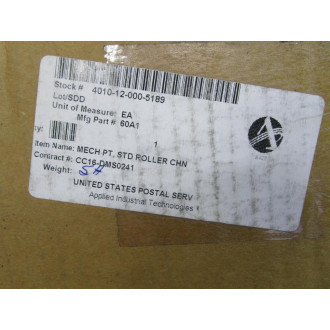 Stock # 4010-12-000-5189
Lot/SDD
Unit of Measure: EA
Mfg Part # 60A1
ty: 1
Item Name: MECH PT, STD ROLLER CHN
Contract #: CC16-DMS0241
Weight: 5#
UNITED STATES POSTAL SERV
Applied Industrial Technologies